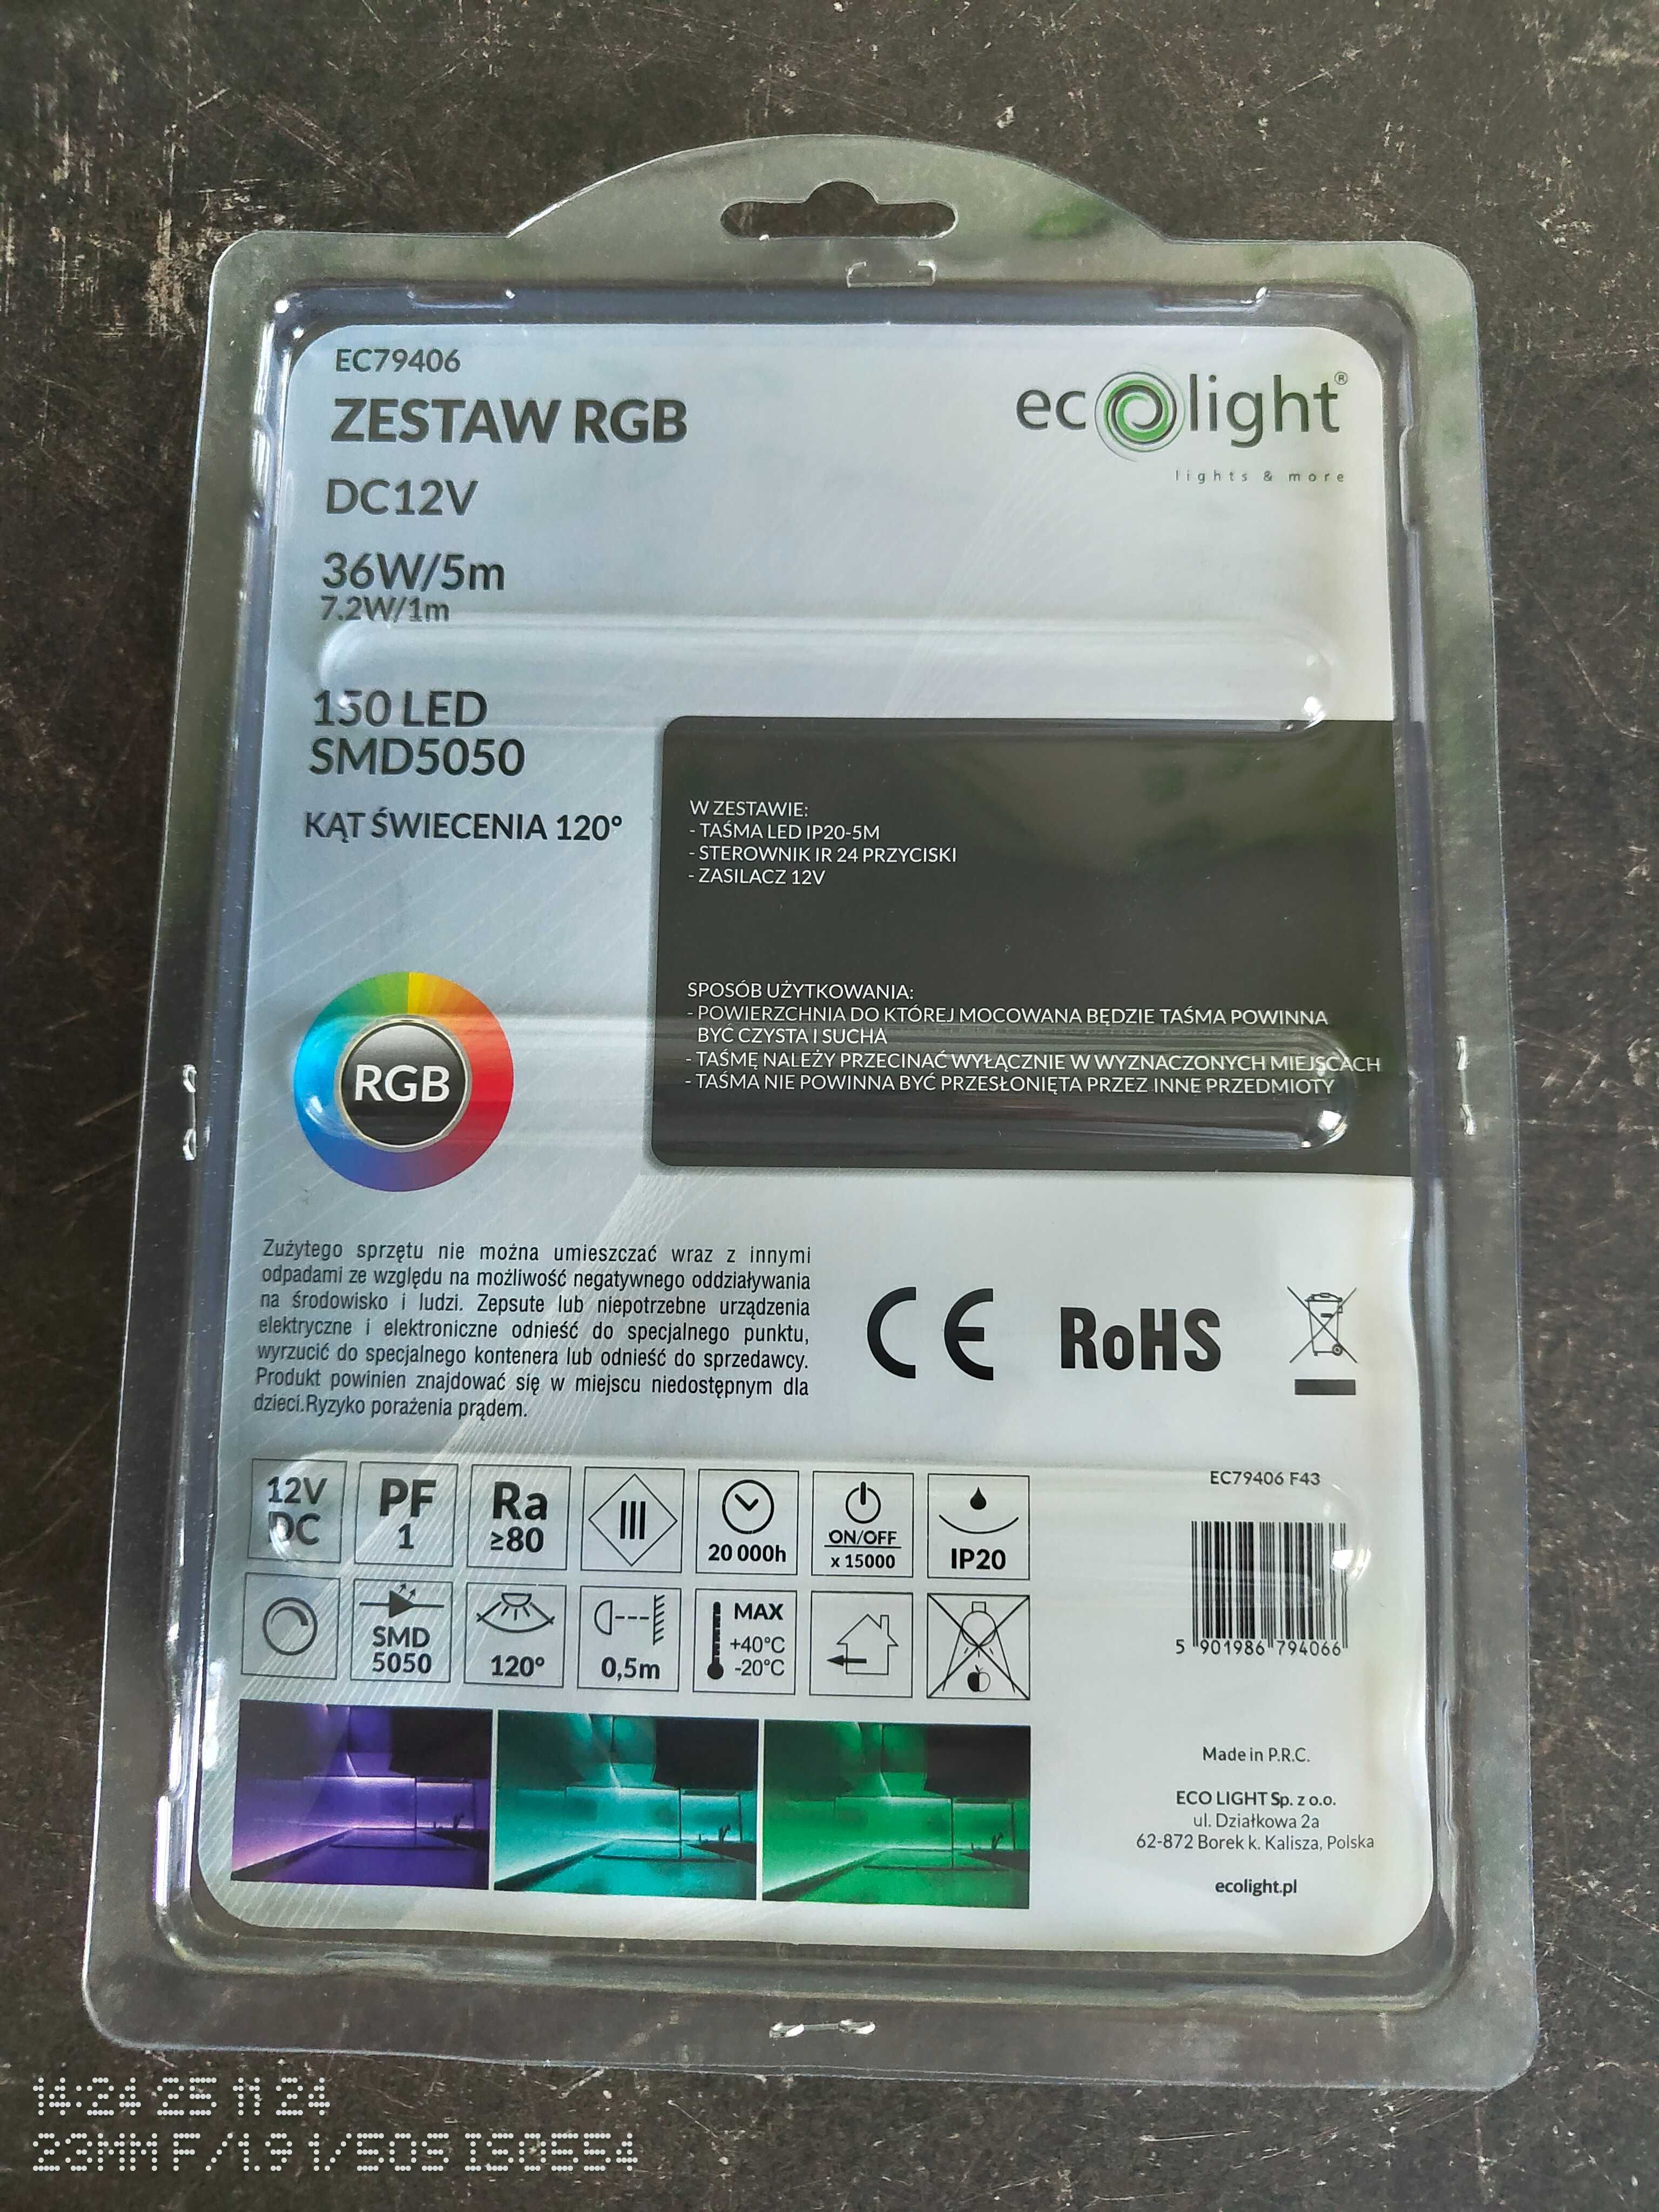 EC79406
ZESTAW RGB
ecolight®
lights & more
DC12V
36W/5m
7.2W/1m
150 LED
SMD5050
KĄT ŚWIECENIA 120°
W ZESTAWIE:
- TAŚMA LED IP20-5M
- STEROWNIK IR 24 PRZYCISKI
- ZASILACZ 12V
SPOSÓB UŻYTKOWANIA:
- POWIERZCHNIA DO KTÓREJ MOCOWANA BĘDZIE TAŚMA POWINNA
BYĆ CZYSTA I SUCHA
- TAŚMĘ NALEŻY PRZECINAĆ WYŁĄCZNIE W WYZNACZONYCH MIEJSCACH
- TAŚMA NIE POWINNA BYĆ PRZESŁONIĘTA PRZEZ INNE PRZEDMIOTY
RGB
Zużytego sprzętu nie można umieszczać wraz z innymi
odpadami ze względu na możliwość negatywnego oddziaływania
na środowisko i ludzi. Zepsute lub niepotrzebne urządzenia
elektryczne i elektroniczne odnieść do specjalnego punktu,
wyrzucić do specjalnego kontenera lub odnieść do sprzedawcy.
Produkt powinien znajdować się w miejscu niedostępnym dla
dzieci.Ryzyko porażenia prądem.
CE RoHS
12V
DC
PF
1
Ra
≥80
III
20 000h
ON/OFF
x 15000
IP20
SMD
5050
120°
0,5m
MAX
+40°C
-20°C
EC79406 F43
5 901986 794066
Made in P.R.C.
ECO LIGHT Sp. z o.o.
ul. Działkowa 2a
62-872 Borek k. Kalisza, Polska
ecolight.pl
14:24 25 11 24
23MM F/1.9 1/50S ISO554